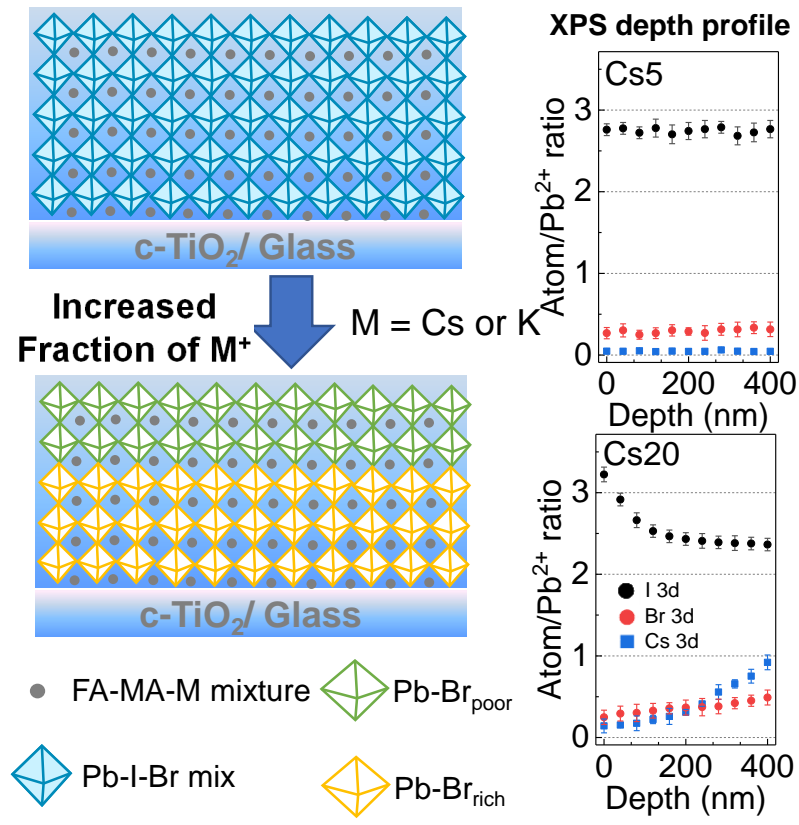 c-TiO₂/ Glass
Increased
Fraction of M⁺
M = Cs or K
c-TiO₂/ Glass
FA-MA-M mixture
Pb-Br_poor
Pb-I-Br mix
Pb-Br_rich
XPS depth profile
Cs5
Atom/Pb²⁺ ratio
3
2
1
0
0 200 400
Depth (nm)
Cs20
Atom/Pb²⁺ ratio
3
2
1
0
I 3d
Br 3d
Cs 3d
0 200 400
Depth (nm)